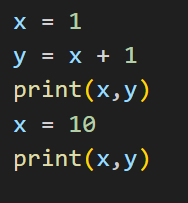 x = 1
y = x + 1
print(x,y)
x = 10
print(x,y)